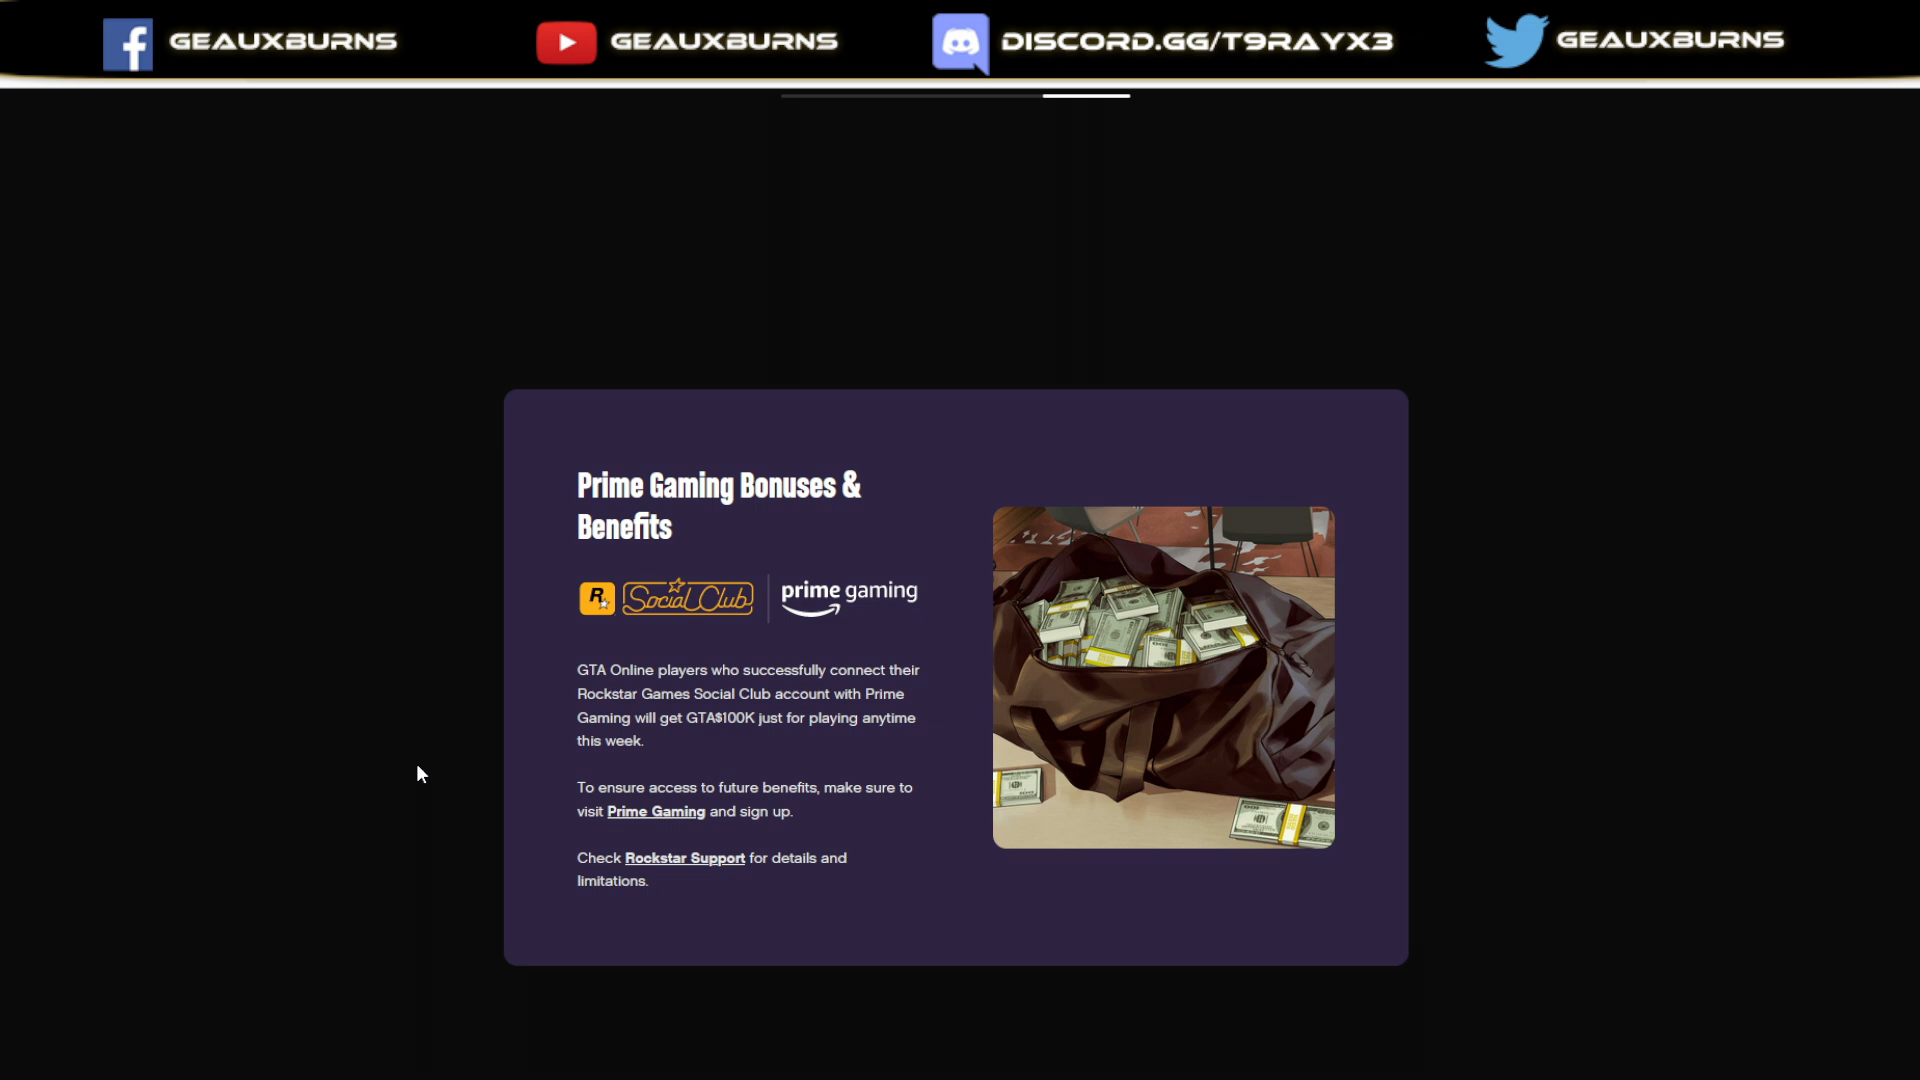 GEAUXBURNS GEAUXBURNS DISCORD.GG/T9RAYX3 GEAUXBURNS
Prime Gaming Bonuses &
Benefits
R Social Club prime gaming
GTA Online players who successfully connect their
Rockstar Games Social Club account with Prime
Gaming will get GTA$100K just for playing anytime
this week.
To ensure access to future benefits, make sure to
visit Prime Gaming and sign up.
Check Rockstar Support for details and
limitations.